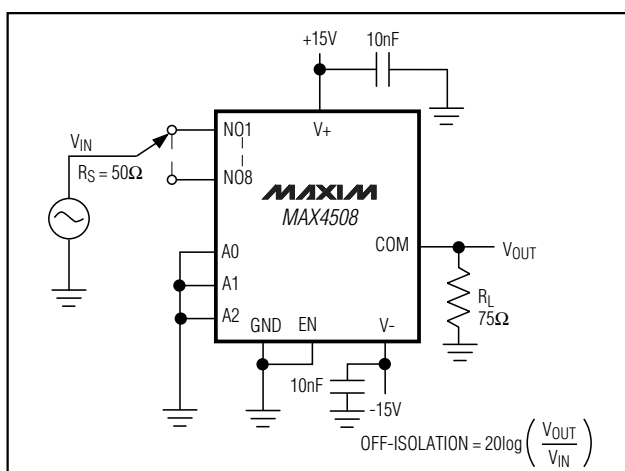 +15V
10nF
V+
VIN
RS = 50Ω
NO1
NO8
MAXIM
MAX4508
COM
VOUT
A0
A1
A2
RL
75Ω
GND
EN
V-
10nF
-15V
OFF-ISOLATION = 20log(VOUT/VIN)